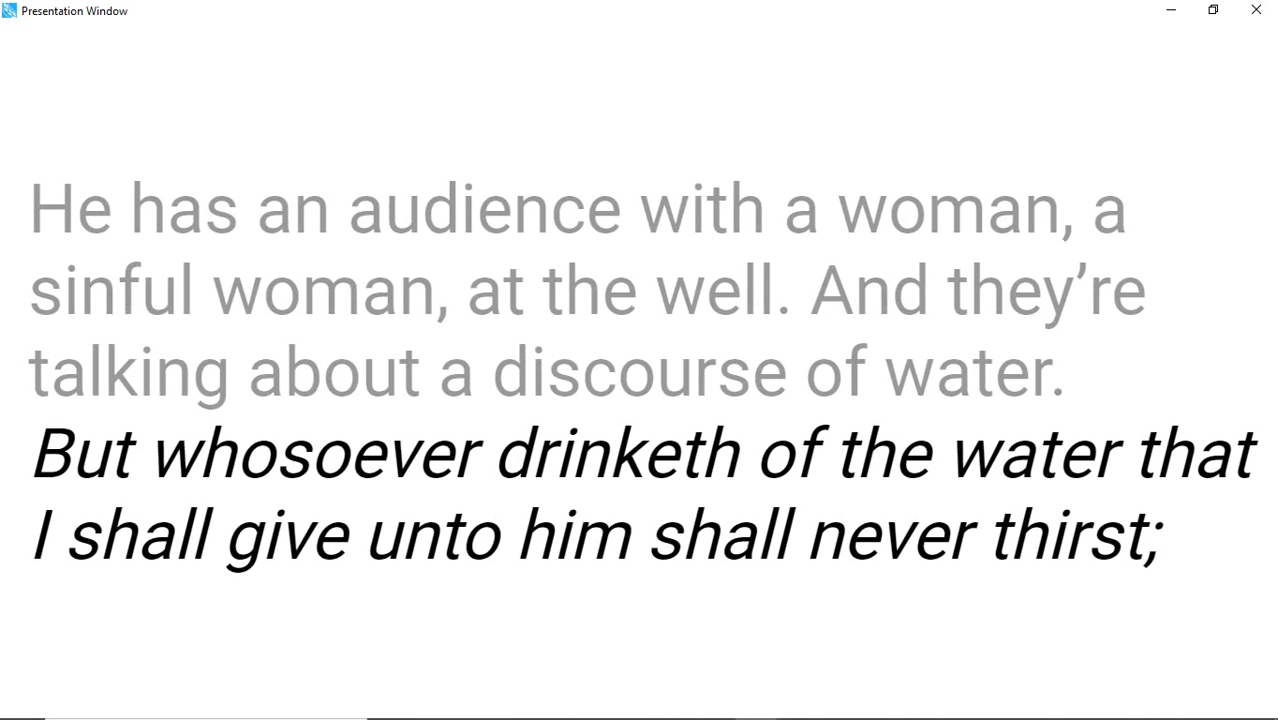 Presentation Window
He has an audience with a woman, a
sinful woman, at the well. And they’re
talking about a discourse of water.
But whosoever drinketh of the water that
I shall give unto him shall never thirst;